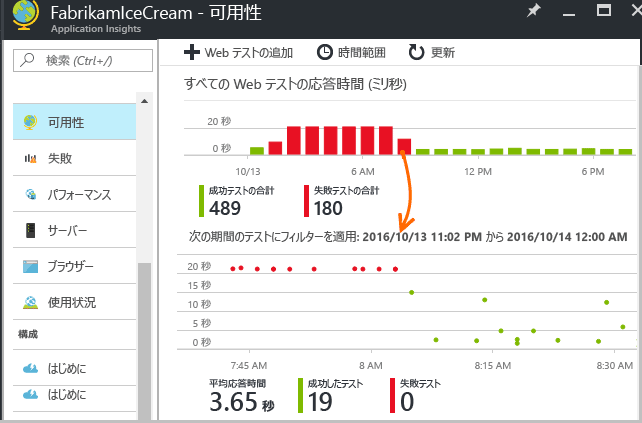 FabrikamIceCream - 可用性
Application Insights
検索 (Ctrl+/)
可用性
失敗
パフォーマンス
サーバー
ブラウザー
使用状況
構成
はじめに
はじめに
Web テストの追加 時間範囲 更新
すべての Web テストの応答時間 (ミリ秒)
20 秒
0 秒
10/13 6 AM 12 PM 6 PM
成功テストの合計 失敗テストの合計
489 180
次の期間のテストにフィルターを適用: 2016/10/13 11:02 PM から 2016/10/14 12:00 AM
20 秒
15 秒
10 秒
5 秒
0 秒
7:45 AM 8 AM 8:15 AM 8:30 AM
平均応答時間 成功したテスト 失敗テスト
3.65 秒 19 0